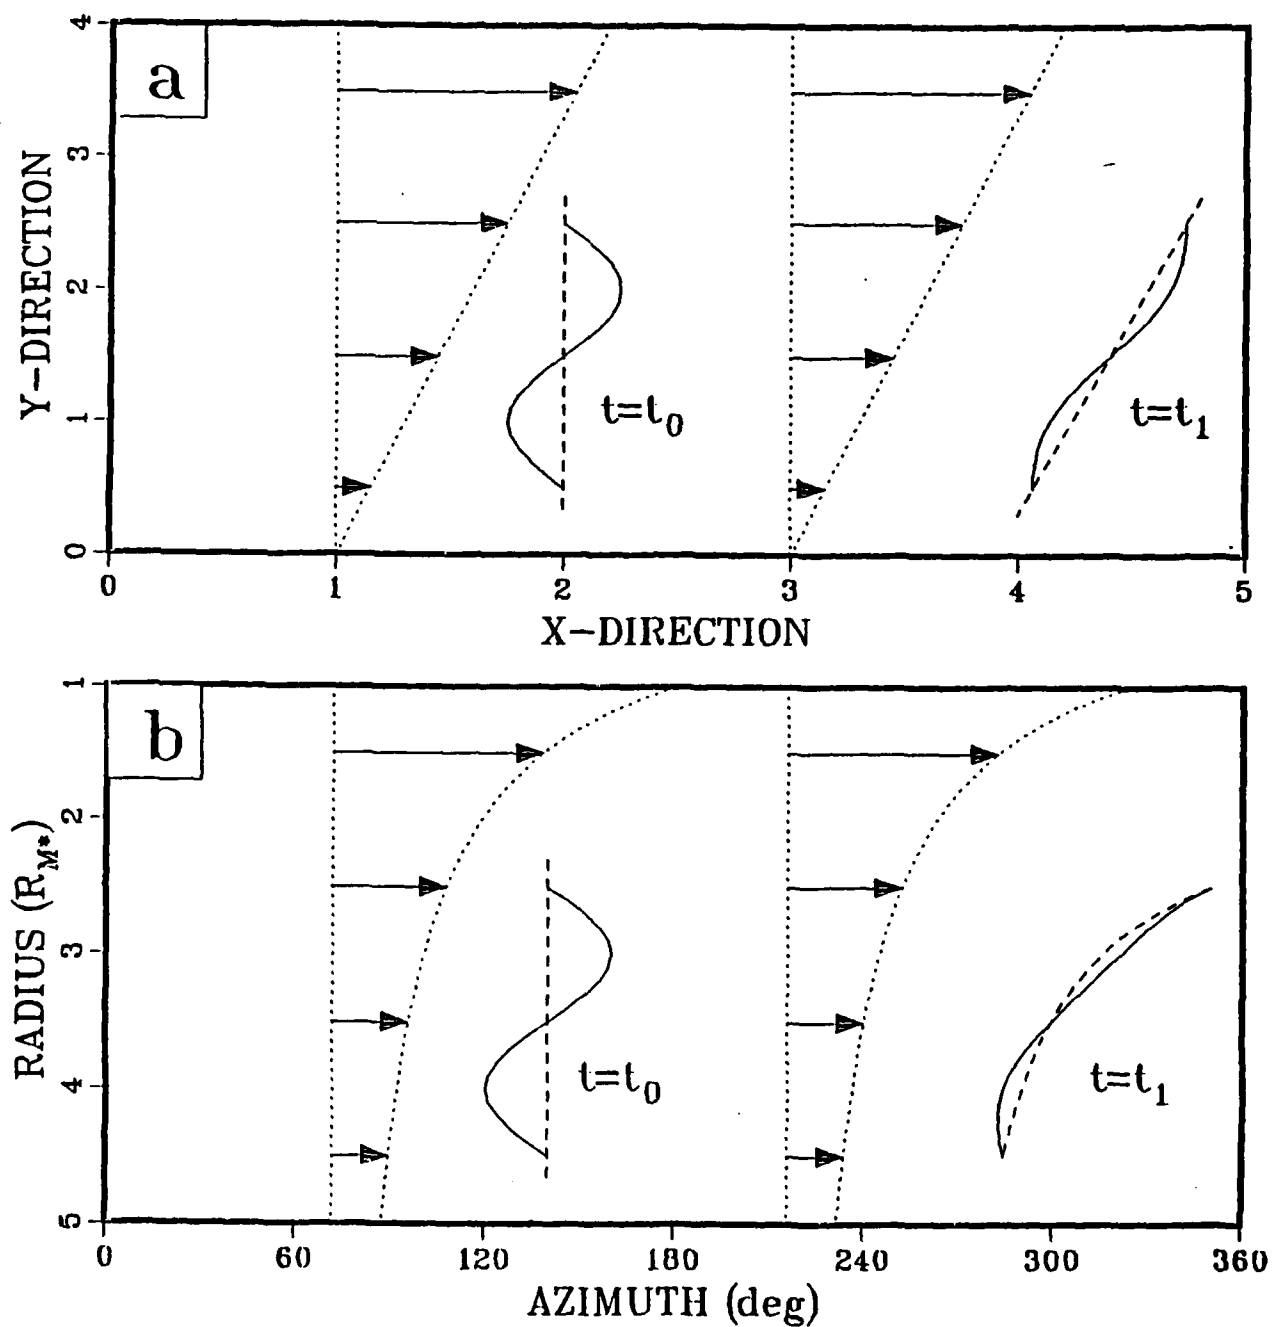 a
4
3
2
1
0
Y-DIRECTION
t=t₀
t=t₁
0 1 2 3 4 5
X-DIRECTION
b
1
2
3
4
5
RADIUS (R_M*)
t=t₀
t=t₁
0 60 120 180 240 300 360
AZIMUTH (deg)